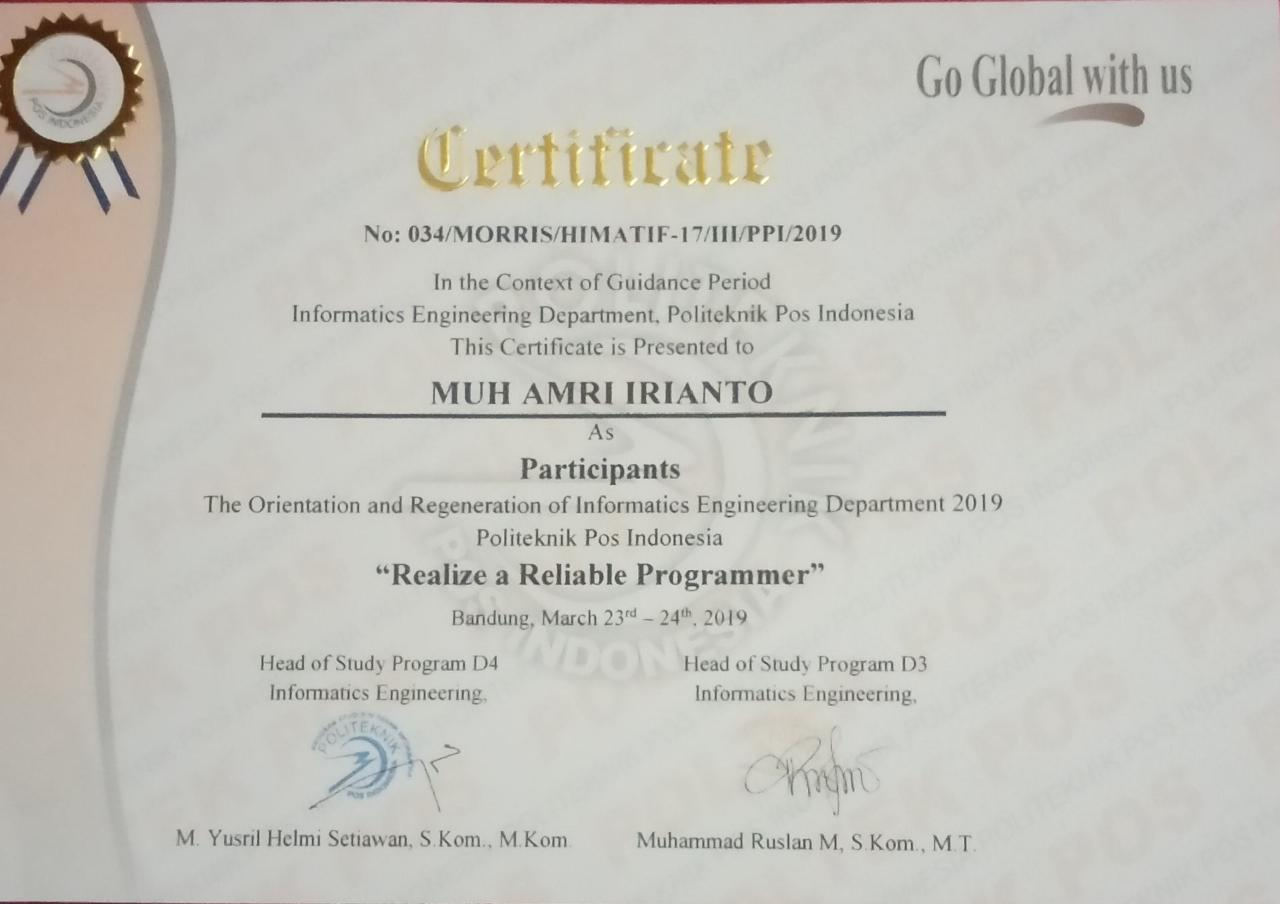 Go Global with us
POS INDONESIA
Certificate
No: 034/MORRIS/HIMATIF-17/III/PPI/2019
In the Context of Guidance Period
Informatics Engineering Department, Politeknik Pos Indonesia
This Certificate is Presented to
MUH AMRI IRIANTO
As
Participants
The Orientation and Regeneration of Informatics Engineering Department 2019
Politeknik Pos Indonesia
“Realize a Reliable Programmer”
Bandung, March 23rd – 24th, 2019
Head of Study Program D4 Head of Study Program D3
Informatics Engineering, Informatics Engineering,
POLITEKNIK
POS INDONESIA
M. Yusril Helmi Setiawan, S.Kom., M.Kom. Muhammad Ruslan M, S.Kom., M.T.